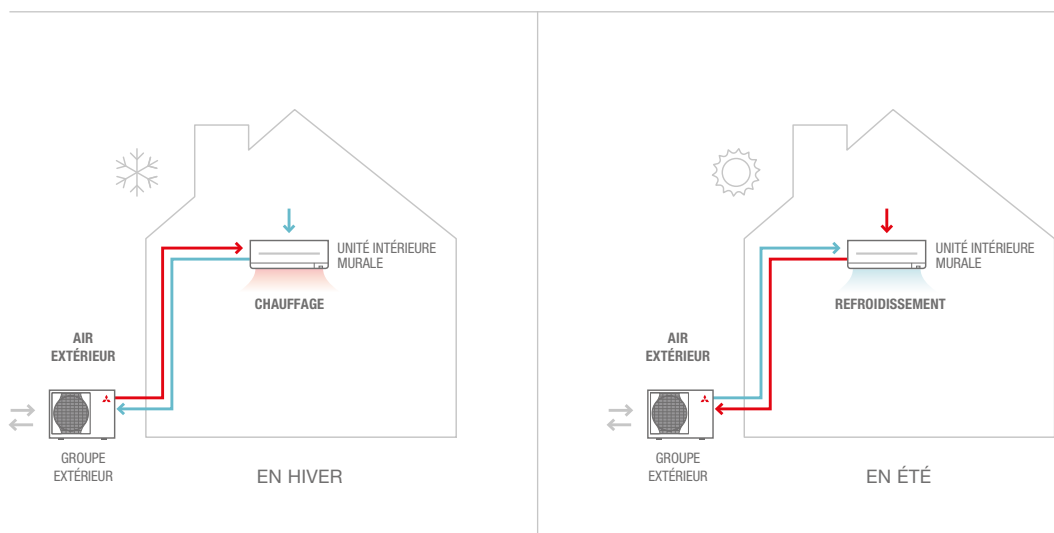 UNITÉ INTÉRIEURE
MURALE
CHAUFFAGE
AIR
EXTÉRIEUR
GROUPE
EXTÉRIEUR
EN HIVER
UNITÉ INTÉRIEURE
MURALE
REFROIDISSEMENT
AIR
EXTÉRIEUR
GROUPE
EXTÉRIEUR
EN ÉTÉ